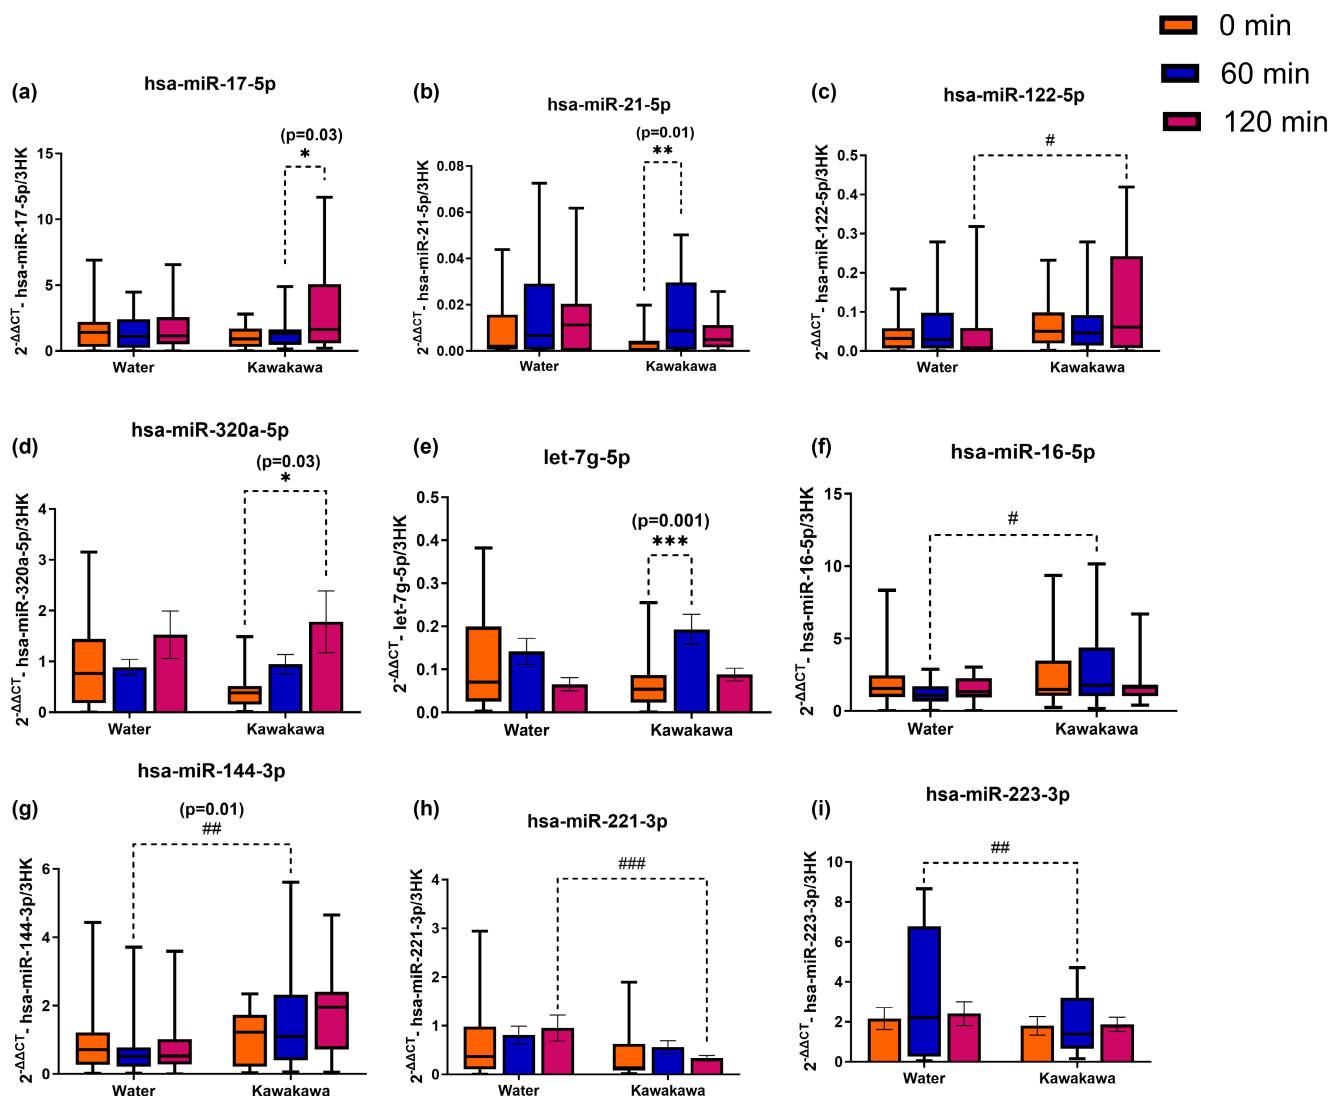 0 min
60 min
120 min
(a)
hsa-miR-17-5p
(p=0.03)
*
2-ΔΔCT- hsa-miR-17-5p/3HK
15
10
5
0
Water
Kawakawa
(b)
hsa-miR-21-5p
(p=0.01)
**
2-ΔΔCT- hsa-miR-21-5p/3HK
0.08
0.06
0.04
0.02
0.00
Water
Kawakawa
(c)
hsa-miR-122-5p
#
2-ΔΔCT- hsa-miR-122-5p/3HK
0.5
0.4
0.3
0.2
0.1
0.0
Water
Kawakawa
(d)
hsa-miR-320a-5p
(p=0.03)
*
2-ΔΔCT- hsa-miR-320a-5p/3HK
4
3
2
1
0
Water
Kawakawa
(e)
let-7g-5p
(p=0.001)
***
2-ΔΔCT- let-7g-5p/3HK
0.5
0.4
0.3
0.2
0.1
0.0
Water
Kawakawa
(f)
hsa-miR-16-5p
#
2-ΔΔCT- hsa-miR-16-5p/3HK
15
10
5
0
Water
Kawakawa
(g)
hsa-miR-144-3p
(p=0.01)
##
2-ΔΔCT- hsa-miR-144-3p/3HK
6
4
2
0
Water
Kawakawa
(h)
hsa-miR-221-3p
###
2-ΔΔCT- hsa-miR-221-3p/3HK
4
3
2
1
0
Water
Kawakawa
(i)
hsa-miR-223-3p
##
2-ΔΔCT- hsa-miR-223-3p/3HK
10
8
6
4
2
0
Water
Kawakawa